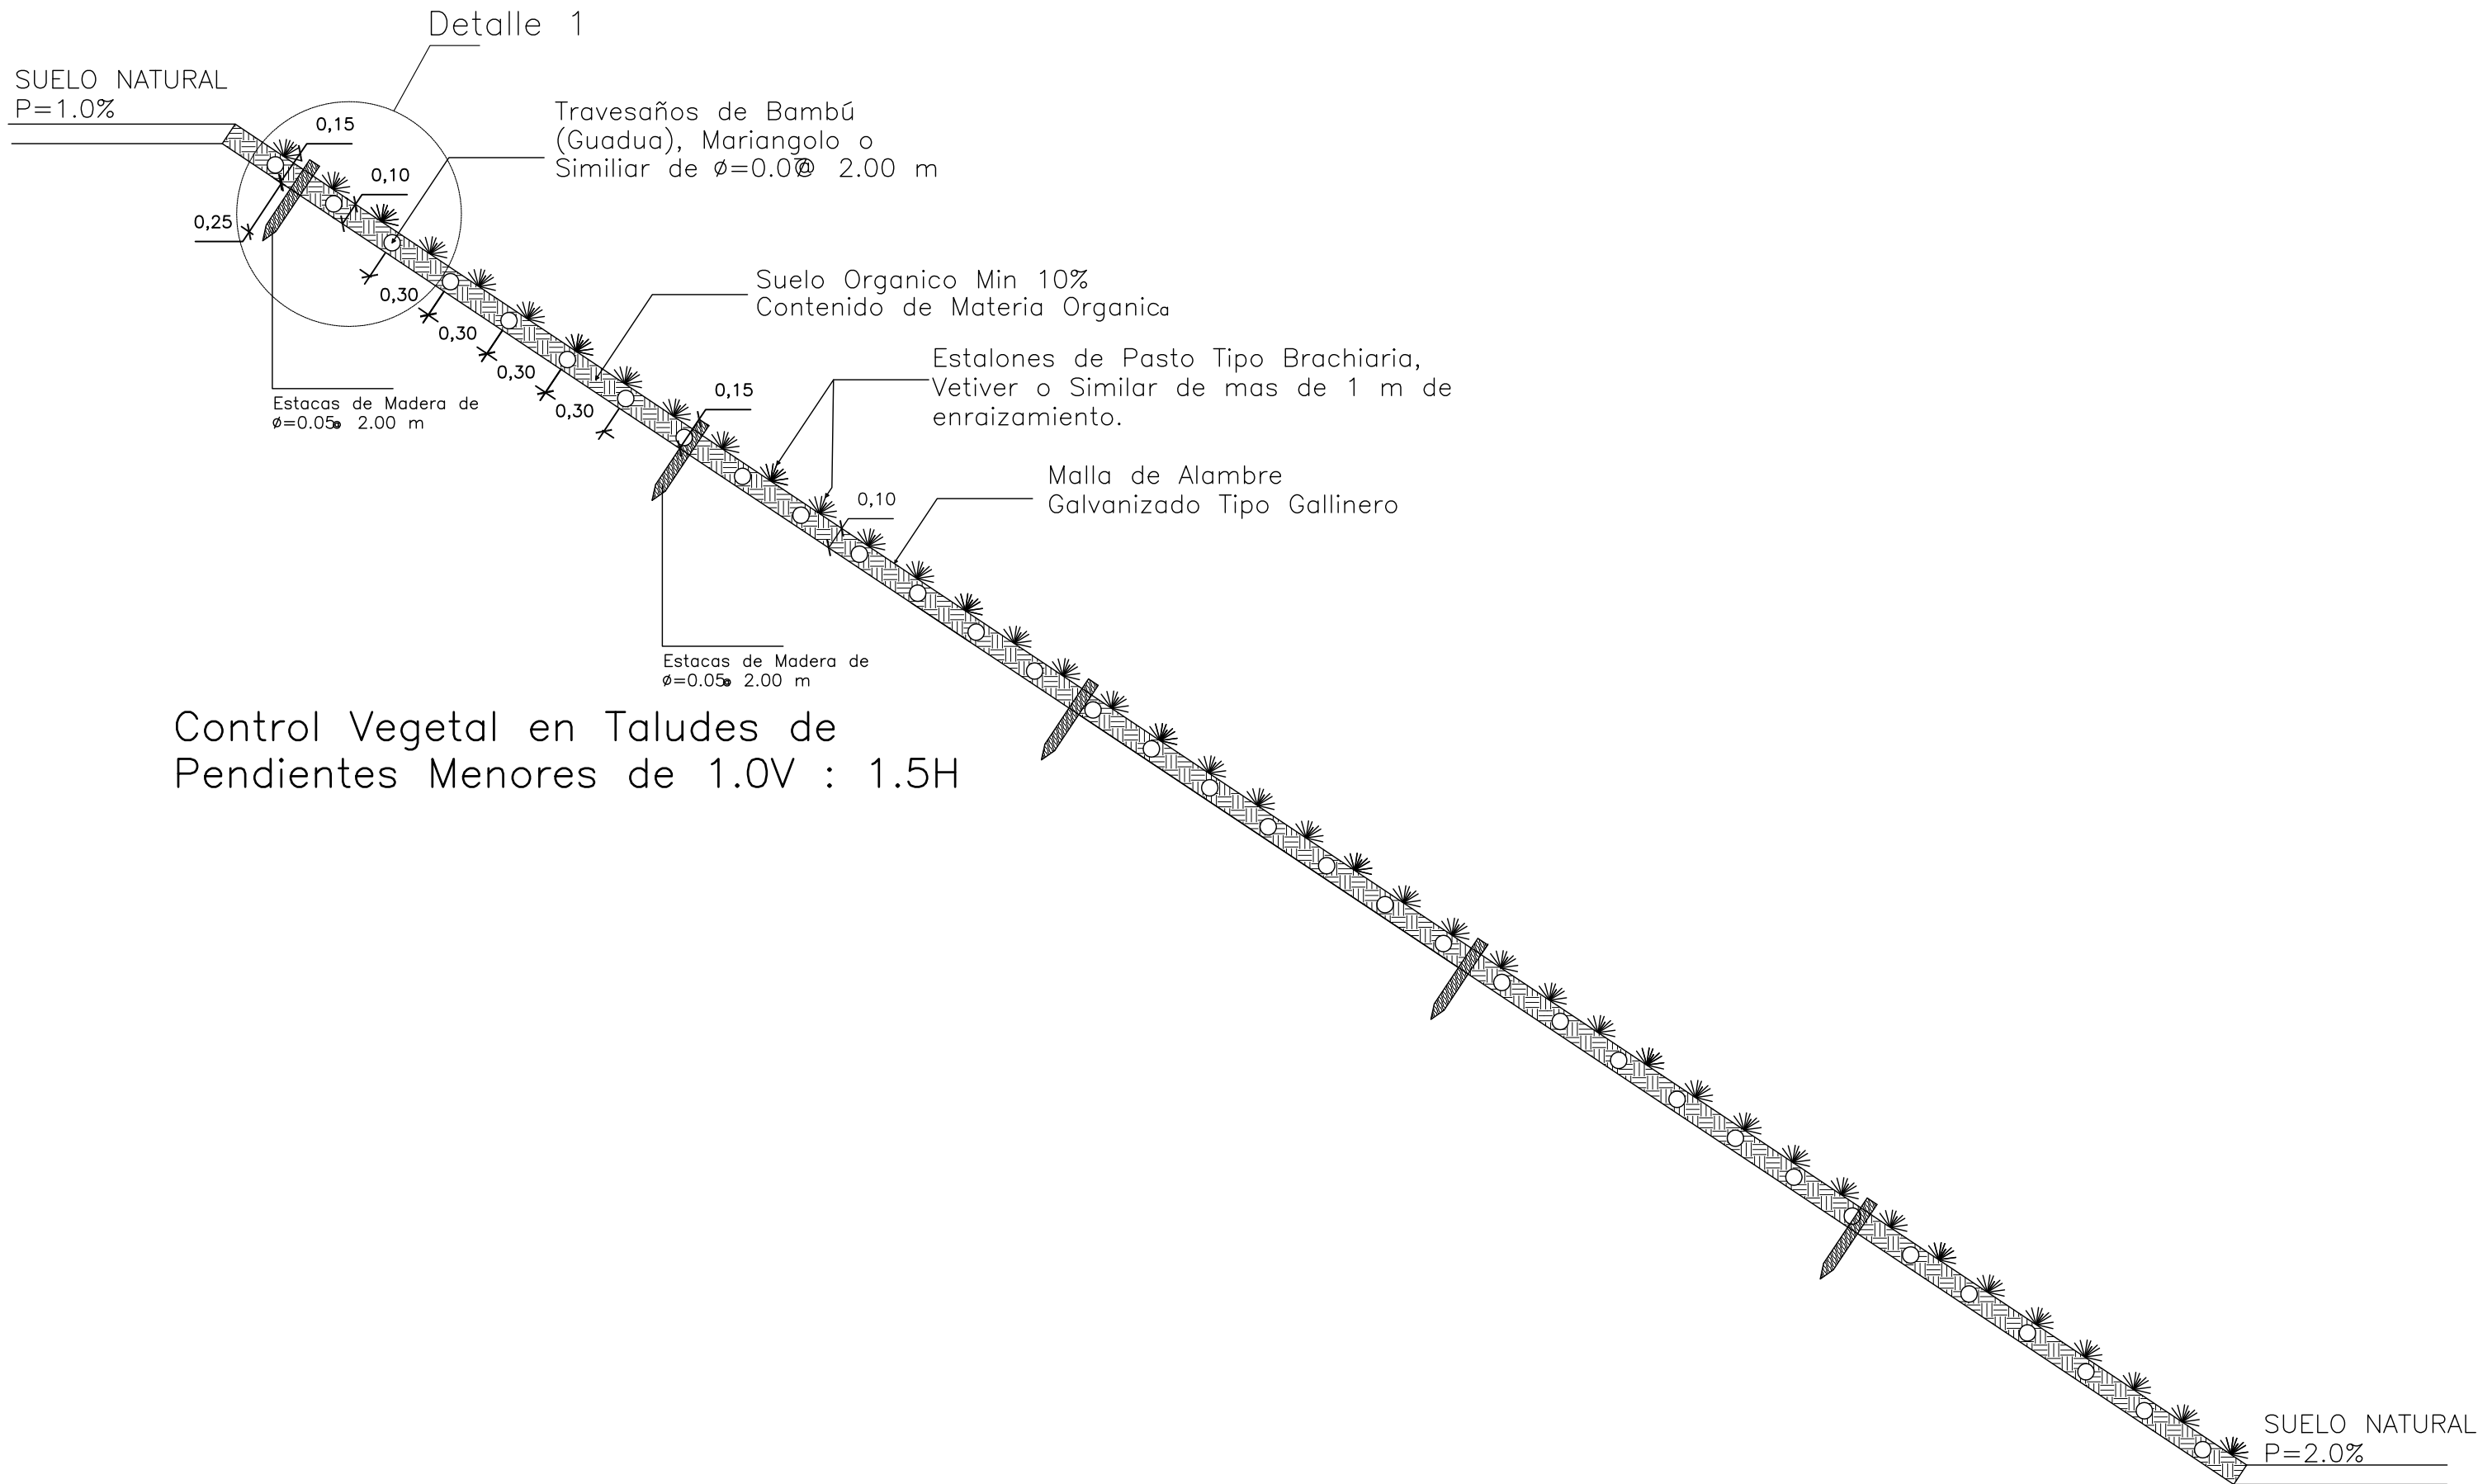 Detalle 1
SUELO NATURAL
P=1.0%
0,15
Travesaños de Bambú
(Guadua), Mariangolo o
Similiar de ø=0.0 @ 2.00 m
0,10
0,25
0,30
0,30
0,30
0,30
Suelo Organico Min 10%
Contenido de Materia Organica
Estalones de Pasto Tipo Brachiaria,
Vetiver o Similar de mas de 1 m de
enraizamiento.
0,15
Estacas de Madera de
ø=0.05@ 2.00 m
Malla de Alambre
Galvanizado Tipo Gallinero
0,10
Estacas de Madera de
ø=0.05@ 2.00 m
Control Vegetal en Taludes de
Pendientes Menores de 1.0V : 1.5H
SUELO NATURAL
P=2.0%